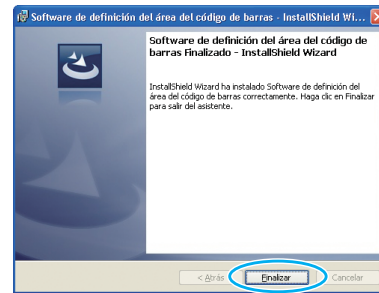 Software de definición del área del código de barras - InstallShield Wi...
Software de definición del área del código de
barras Finalizado - InstallShield Wizard
InstallShield Wizard ha instalado Software de definición del
área del código de barras correctamente. Haga clic en Finalizar
para salir del asistente.
< Atrás
Finalizar
Cancelar